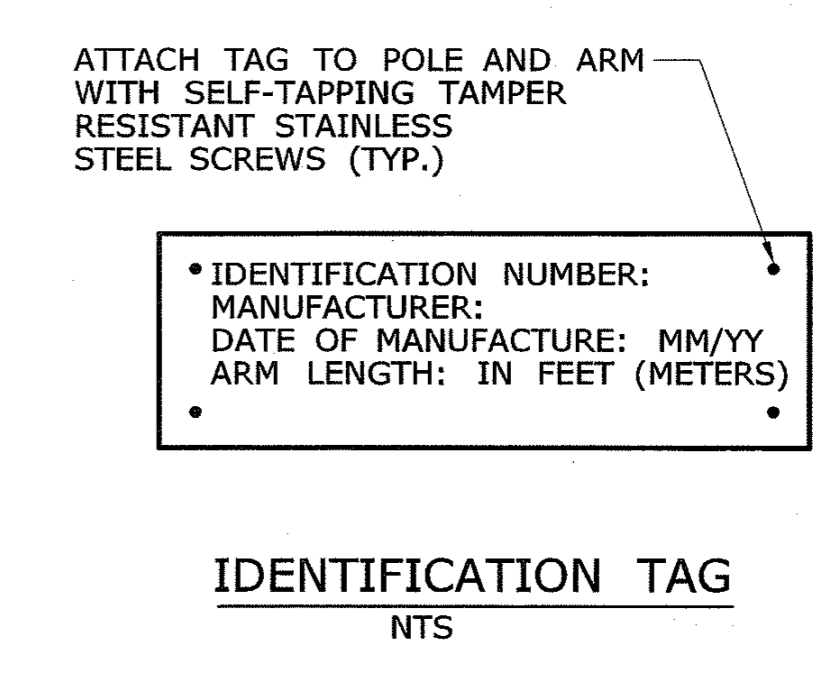 ATTACH TAG TO POLE AND ARM
WITH SELF-TAPPING TAMPER
RESISTANT STAINLESS
STEEL SCREWS (TYP.)
IDENTIFICATION NUMBER:
MANUFACTURER:
DATE OF MANUFACTURE: MM/YY
ARM LENGTH: IN FEET (METERS)
IDENTIFICATION TAG
NTS